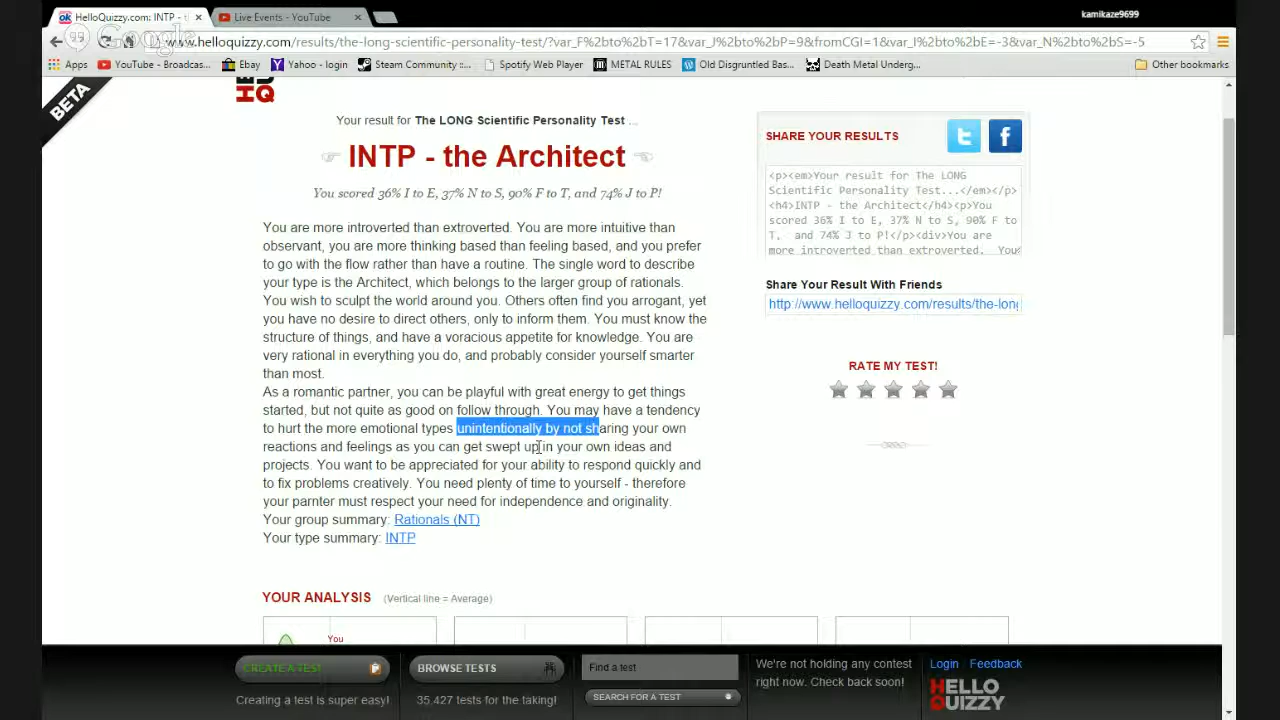 HelloQuizzy.com: INTP - t
Live Events - YouTube
kamikaze9699
Google
www.helloquizzy.com/results/the-long-scientific-personality-test/?var_F%2bto%2bT=17&var_J%2bto%2bP=9&fromCGI=1&var_I%2bto%2bE=-3&var_N%2bto%2bS=-5
Apps YouTube - Broadcas... Ebay Yahoo - login Steam Community :... Spotify Web Player METAL RULES Old Disgruntled Bas... Death Metal Underg... Other bookmarks
BETA
HQ
Your result for The LONG Scientific Personality Test ...
INTP - the Architect
You scored 36% I to E, 37% N to S, 90% F to T, and 74% J to P!
You are more introverted than extroverted. You are more intuitive than
observant, you are more thinking based than feeling based, and you prefer
to go with the flow rather than have a routine. The single word to describe
your type is the Architect, which belongs to the larger group of rationals.
You wish to sculpt the world around you. Others often find you arrogant, yet
you have no desire to direct others, only to inform them. You must know the
structure of things, and have a voracious appetite for knowledge. You are
very rational in everything you do, and probably consider yourself smarter
than most.
As a romantic partner, you can be playful with great energy to get things
started, but not quite as good on follow through. You may have a tendency
to hurt the more emotional types unintentionally by not sharing your own
reactions and feelings as you can get swept up in your own ideas and
projects. You want to be appreciated for your ability to respond quickly and
to fix problems creatively. You need plenty of time to yourself - therefore
your parnter must respect your need for independence and originality.
Your group summary: Rationals (NT)
Your type summary: INTP
SHARE YOUR RESULTS
<p><em>Your result for The LONG
Scientific Personality Test...</em></p>
<h4>INTP - the Architect</h4><p>You
scored 36% I to E, 37% N to S, 90% F to
T, and 74% J to P!</p><div>You are
more introverted than extroverted. You
Share Your Result With Friends
http://www.helloquizzy.com/results/the-long
RATE MY TEST!
YOUR ANALYSIS (Vertical line = Average)
You
CREATE A TEST
Creating a test is super easy!
BROWSE TESTS
35,427 tests for the taking!
Find a test
SEARCH FOR A TEST
We're not holding any contest
right now. Check back soon!
Login Feedback
HELLO
QUIZZY